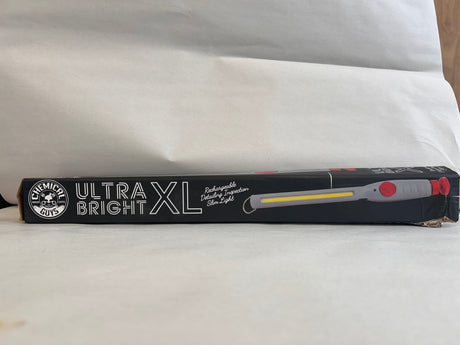 CHEMICAL
GUYS
ULTRA
BRIGHT
XL
Rechargeable
Detailing Inspection
Slim Light